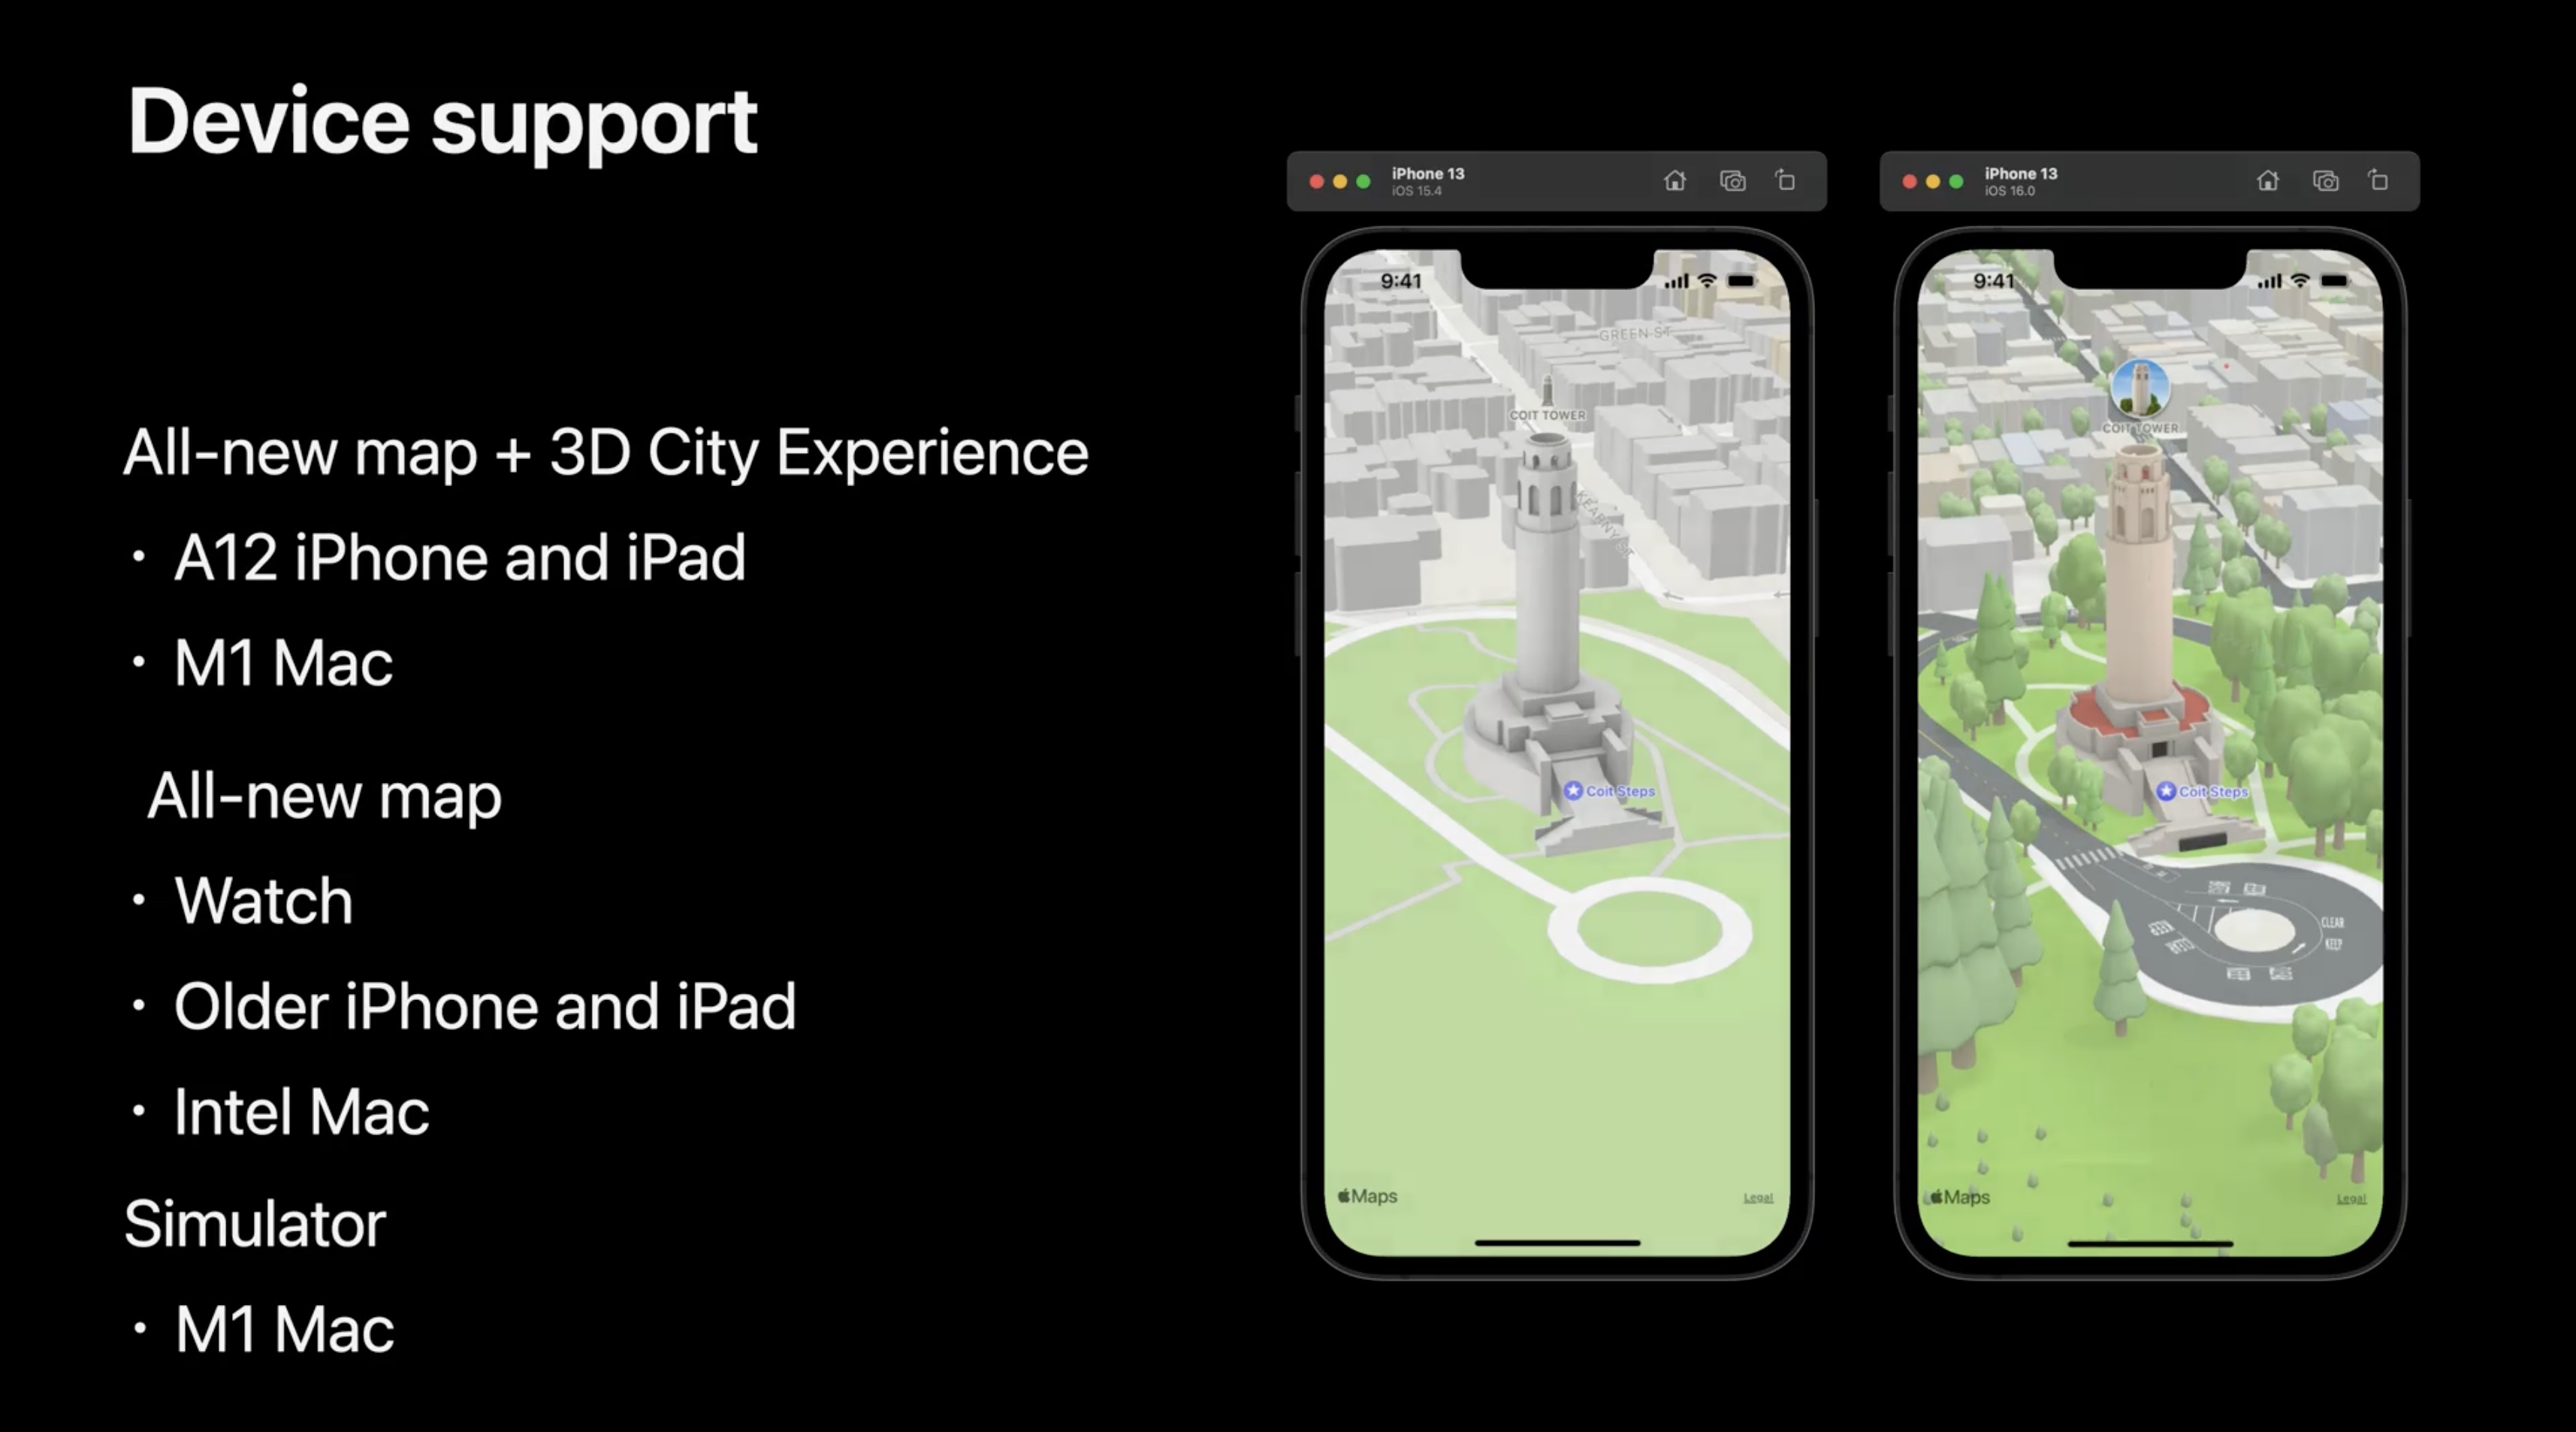 Device support
All-new map + 3D City Experience
• A12 iPhone and iPad
• M1 Mac
All-new map
• Watch
• Older iPhone and iPad
• Intel Mac
Simulator
• M1 Mac
iPhone 13
iOS 15.4
9:41
GREEN ST
COIT TOWER
KEARNY ST
Coit Steps
Maps
Legal
iPhone 13
iOS 16.0
9:41
COIT TOWER
Coit Steps
CLEAR
KEEP
Maps
Legal